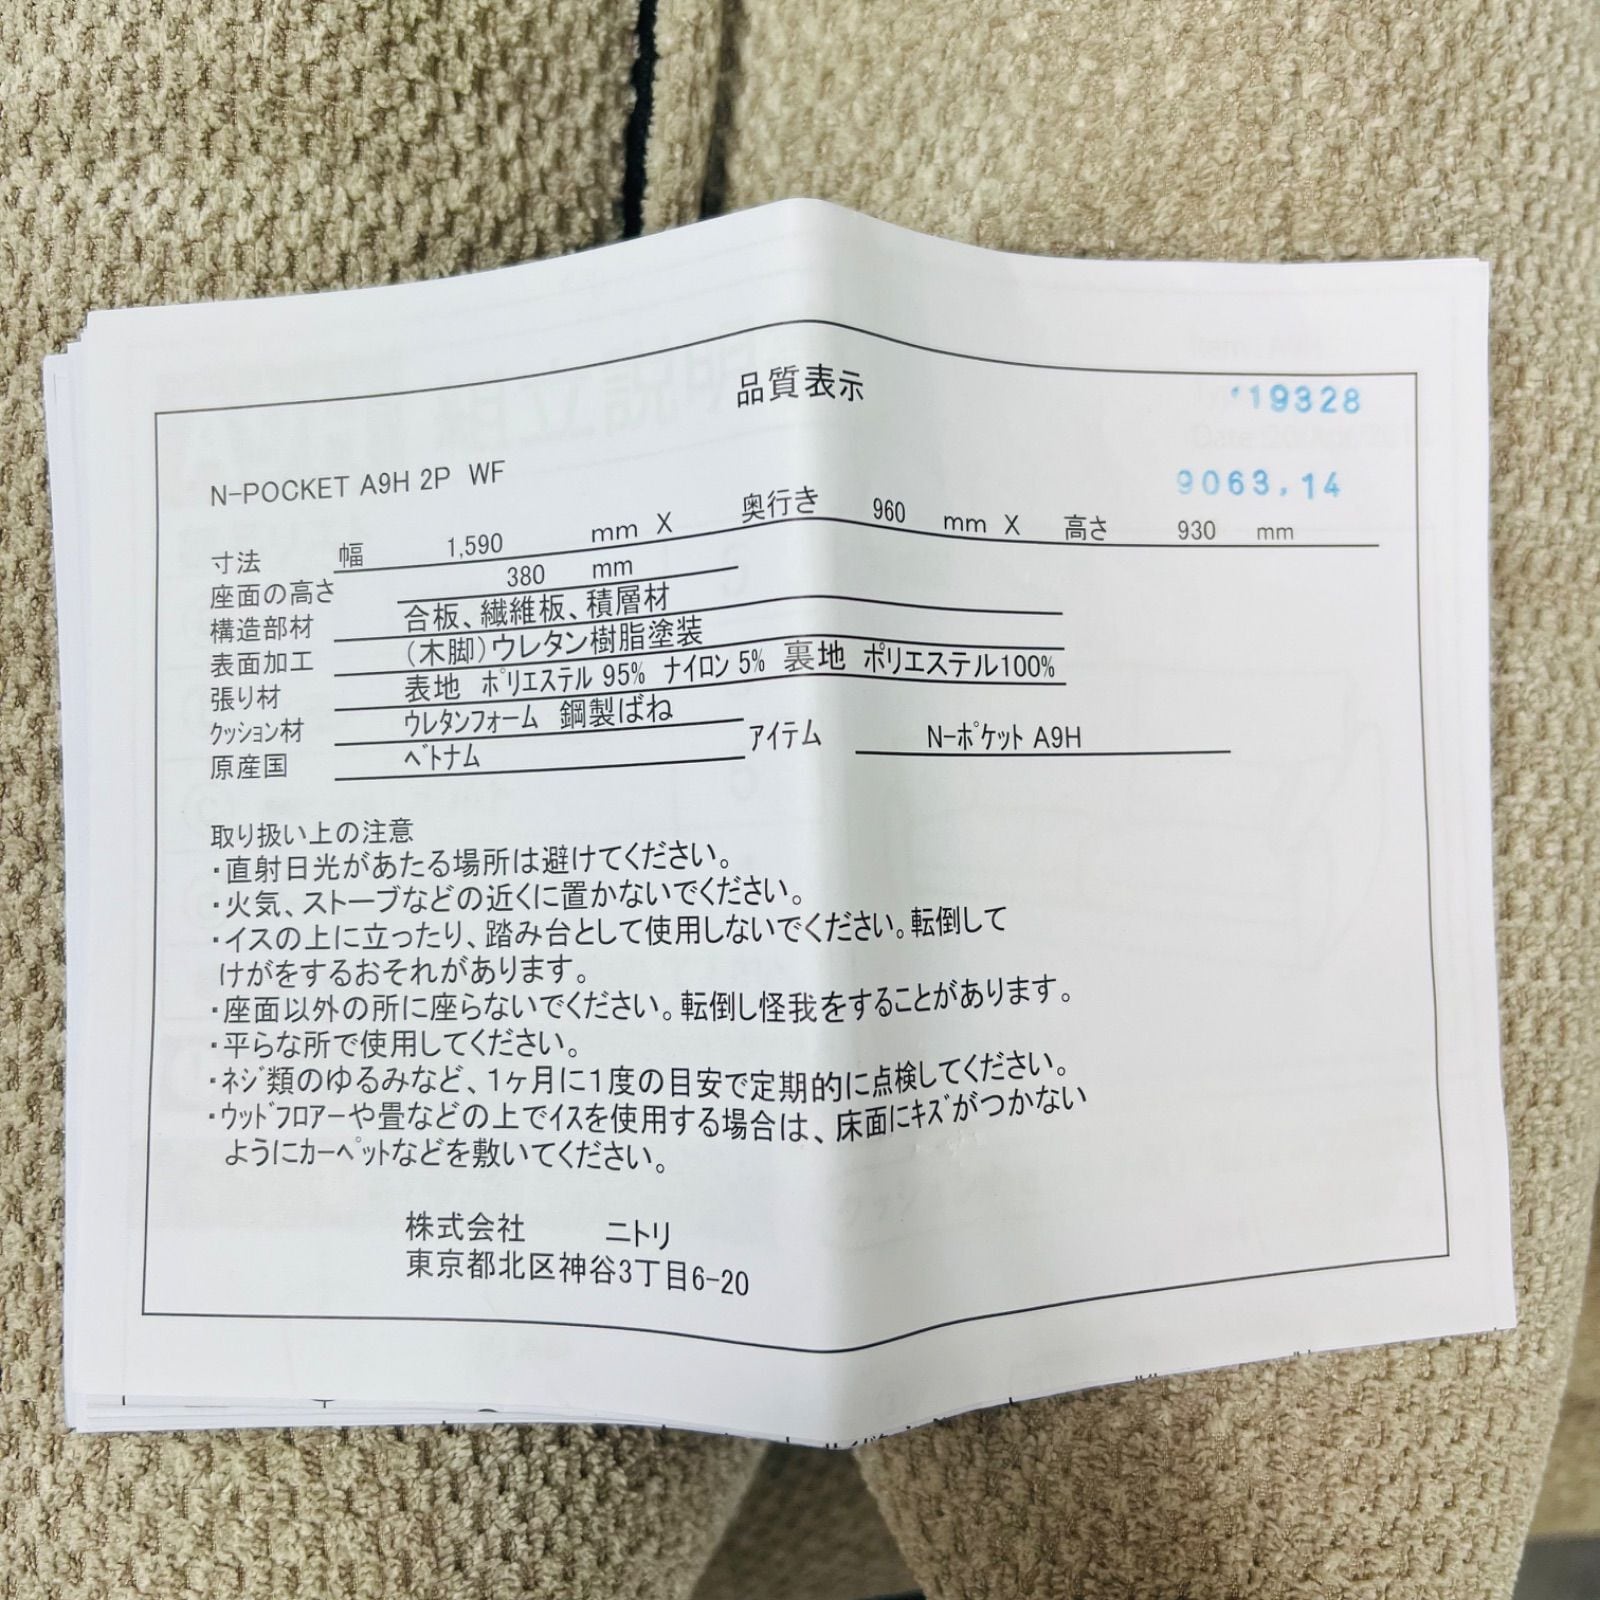 品質表示
'19328
9063.14
N-POCKET A9H 2P WF
寸法 幅 1,590 mm X 奥行き 960 mm X 高さ 930 mm
座面の高さ 380 mm
構造部材 合板、繊維板、積層材
表面加工 (木脚)ウレタン樹脂塗装
張り材 表地 ポリエステル 95% ナイロン 5% 裏地 ポリエステル100%
クッション材 ウレタンフォーム 鋼製ばね
原産国 ベトナム アイテム N-ポケット A9H
取り扱い上の注意
・直射日光があたる場所は避けてください。
・火気、ストーブなどの近くに置かないでください。
・イスの上に立ったり、踏み台として使用しないでください。転倒して
けがをするおそれがあります。
・座面以外の所に座らないでください。転倒し怪我をすることがあります。
・平らな所で使用してください。
・ネジ類のゆるみなど、1ヶ月に1度の目安で定期的に点検してください。
・ウッドフロアーや畳などの上でイスを使用する場合は、床面にキズがつかない
ようにカーペットなどを敷いてください。
株式会社 ニトリ
東京都北区神谷3丁目6-20